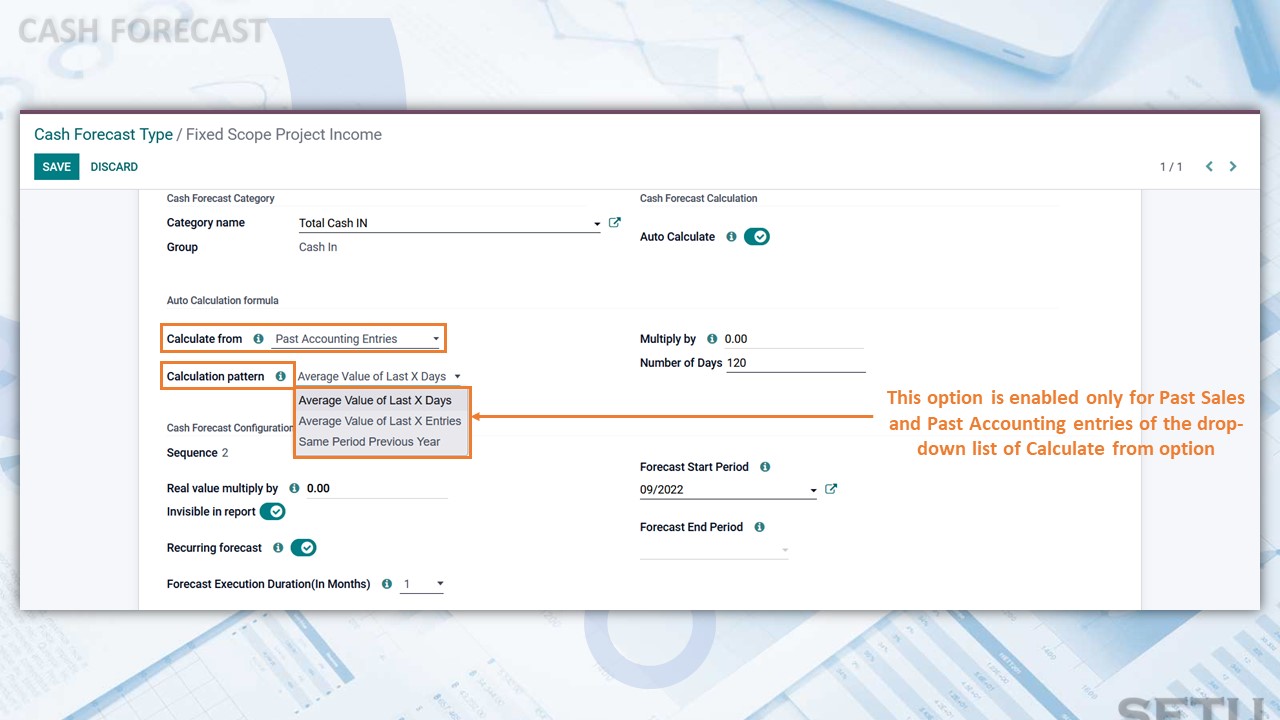 CASH FORECAST
Cash Forecast Type / Fixed Scope Project Income
SAVE DISCARD 1 / 1
Cash Forecast Category Cash Forecast Calculation
Category name Total Cash IN
Auto Calculate
Group Cash In
Auto Calculation formula
Calculate from Past Accounting Entries Multiply by 0.00
Number of Days 120
Calculation pattern Average Value of Last X Days
Average Value of Last X Days
Average Value of Last X Entries
Same Period Previous Year
This option is enabled only for Past Sales
and Past Accounting entries of the drop-
down list of Calculate from option
Cash Forecast Configuration
Sequence 2
Forecast Start Period
Real value multiply by 0.00 09/2022
Invisible in report
Forecast End Period
Recurring forecast
Forecast Execution Duration(In Months) 1
SETU